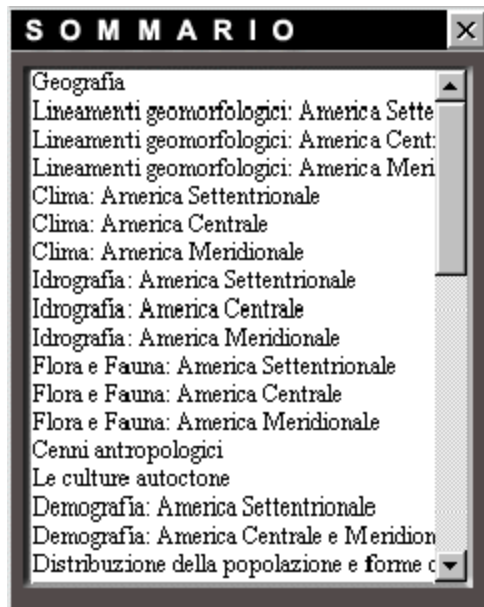 SOMMARIO
Geografia
Lineamenti geomorfologici: America Sette
Lineamenti geomorfologici: America Cent
Lineamenti geomorfologici: America Meri
Clima: America Settentrionale
Clima: America Centrale
Clima: America Meridionale
Idrografia: America Settentrionale
Idrografia: America Centrale
Idrografia: America Meridionale
Flora e Fauna: America Settentrionale
Flora e Fauna: America Centrale
Flora e Fauna: America Meridionale
Cenni antropologici
Le culture autoctone
Demografia: America Settentrionale
Demografia: America Centrale e Meridion
Distribuzione della popolazione e forme d